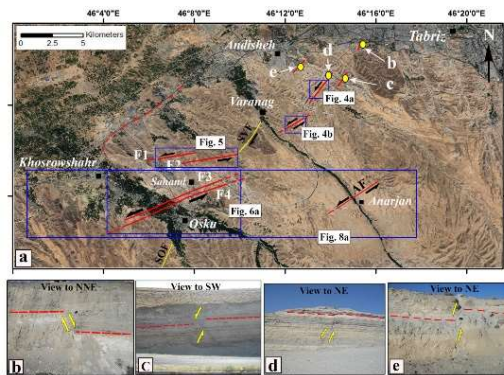 46°4'0"E 46°8'0"E 46°12'0"E 46°16'0"E 46°20'0"E
Kilometers
0 2.5 5
Tabriz
N
Andisheh
d
e
b
c
Varanag
Fig. 4a
Fig. 4b
Fig. 5
F1
F2
Khosrowshahr
F3
Sahand
F4
Fig. 6a
Osku
AF
Anarjan
Fig. 8a
a
View to NNE
View to SW
View to NE
View to NE
b
c
d
e